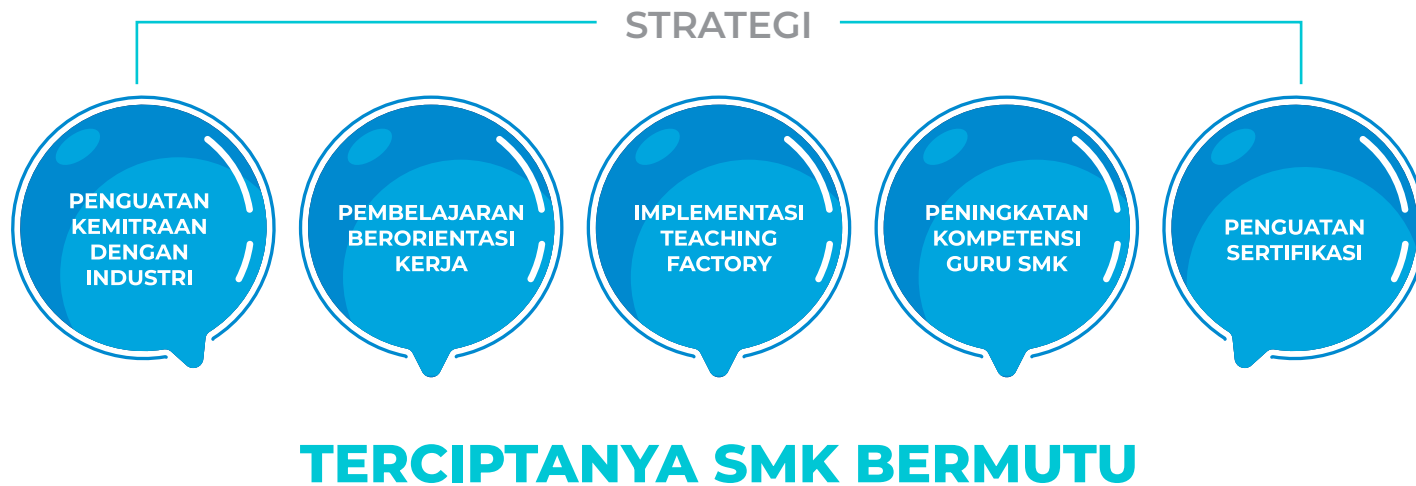 STRATEGI
PENGUATAN
KEMITRAAN
DENGAN
INDUSTRI
PEMBELAJARAN
BERORIENTASI
KERJA
IMPLEMENTASI
TEACHING
FACTORY
PENINGKATAN
KOMPETENSI
GURU SMK
PENGUATAN
SERTIFIKASI
TERCIPTANYA SMK BERMUTU